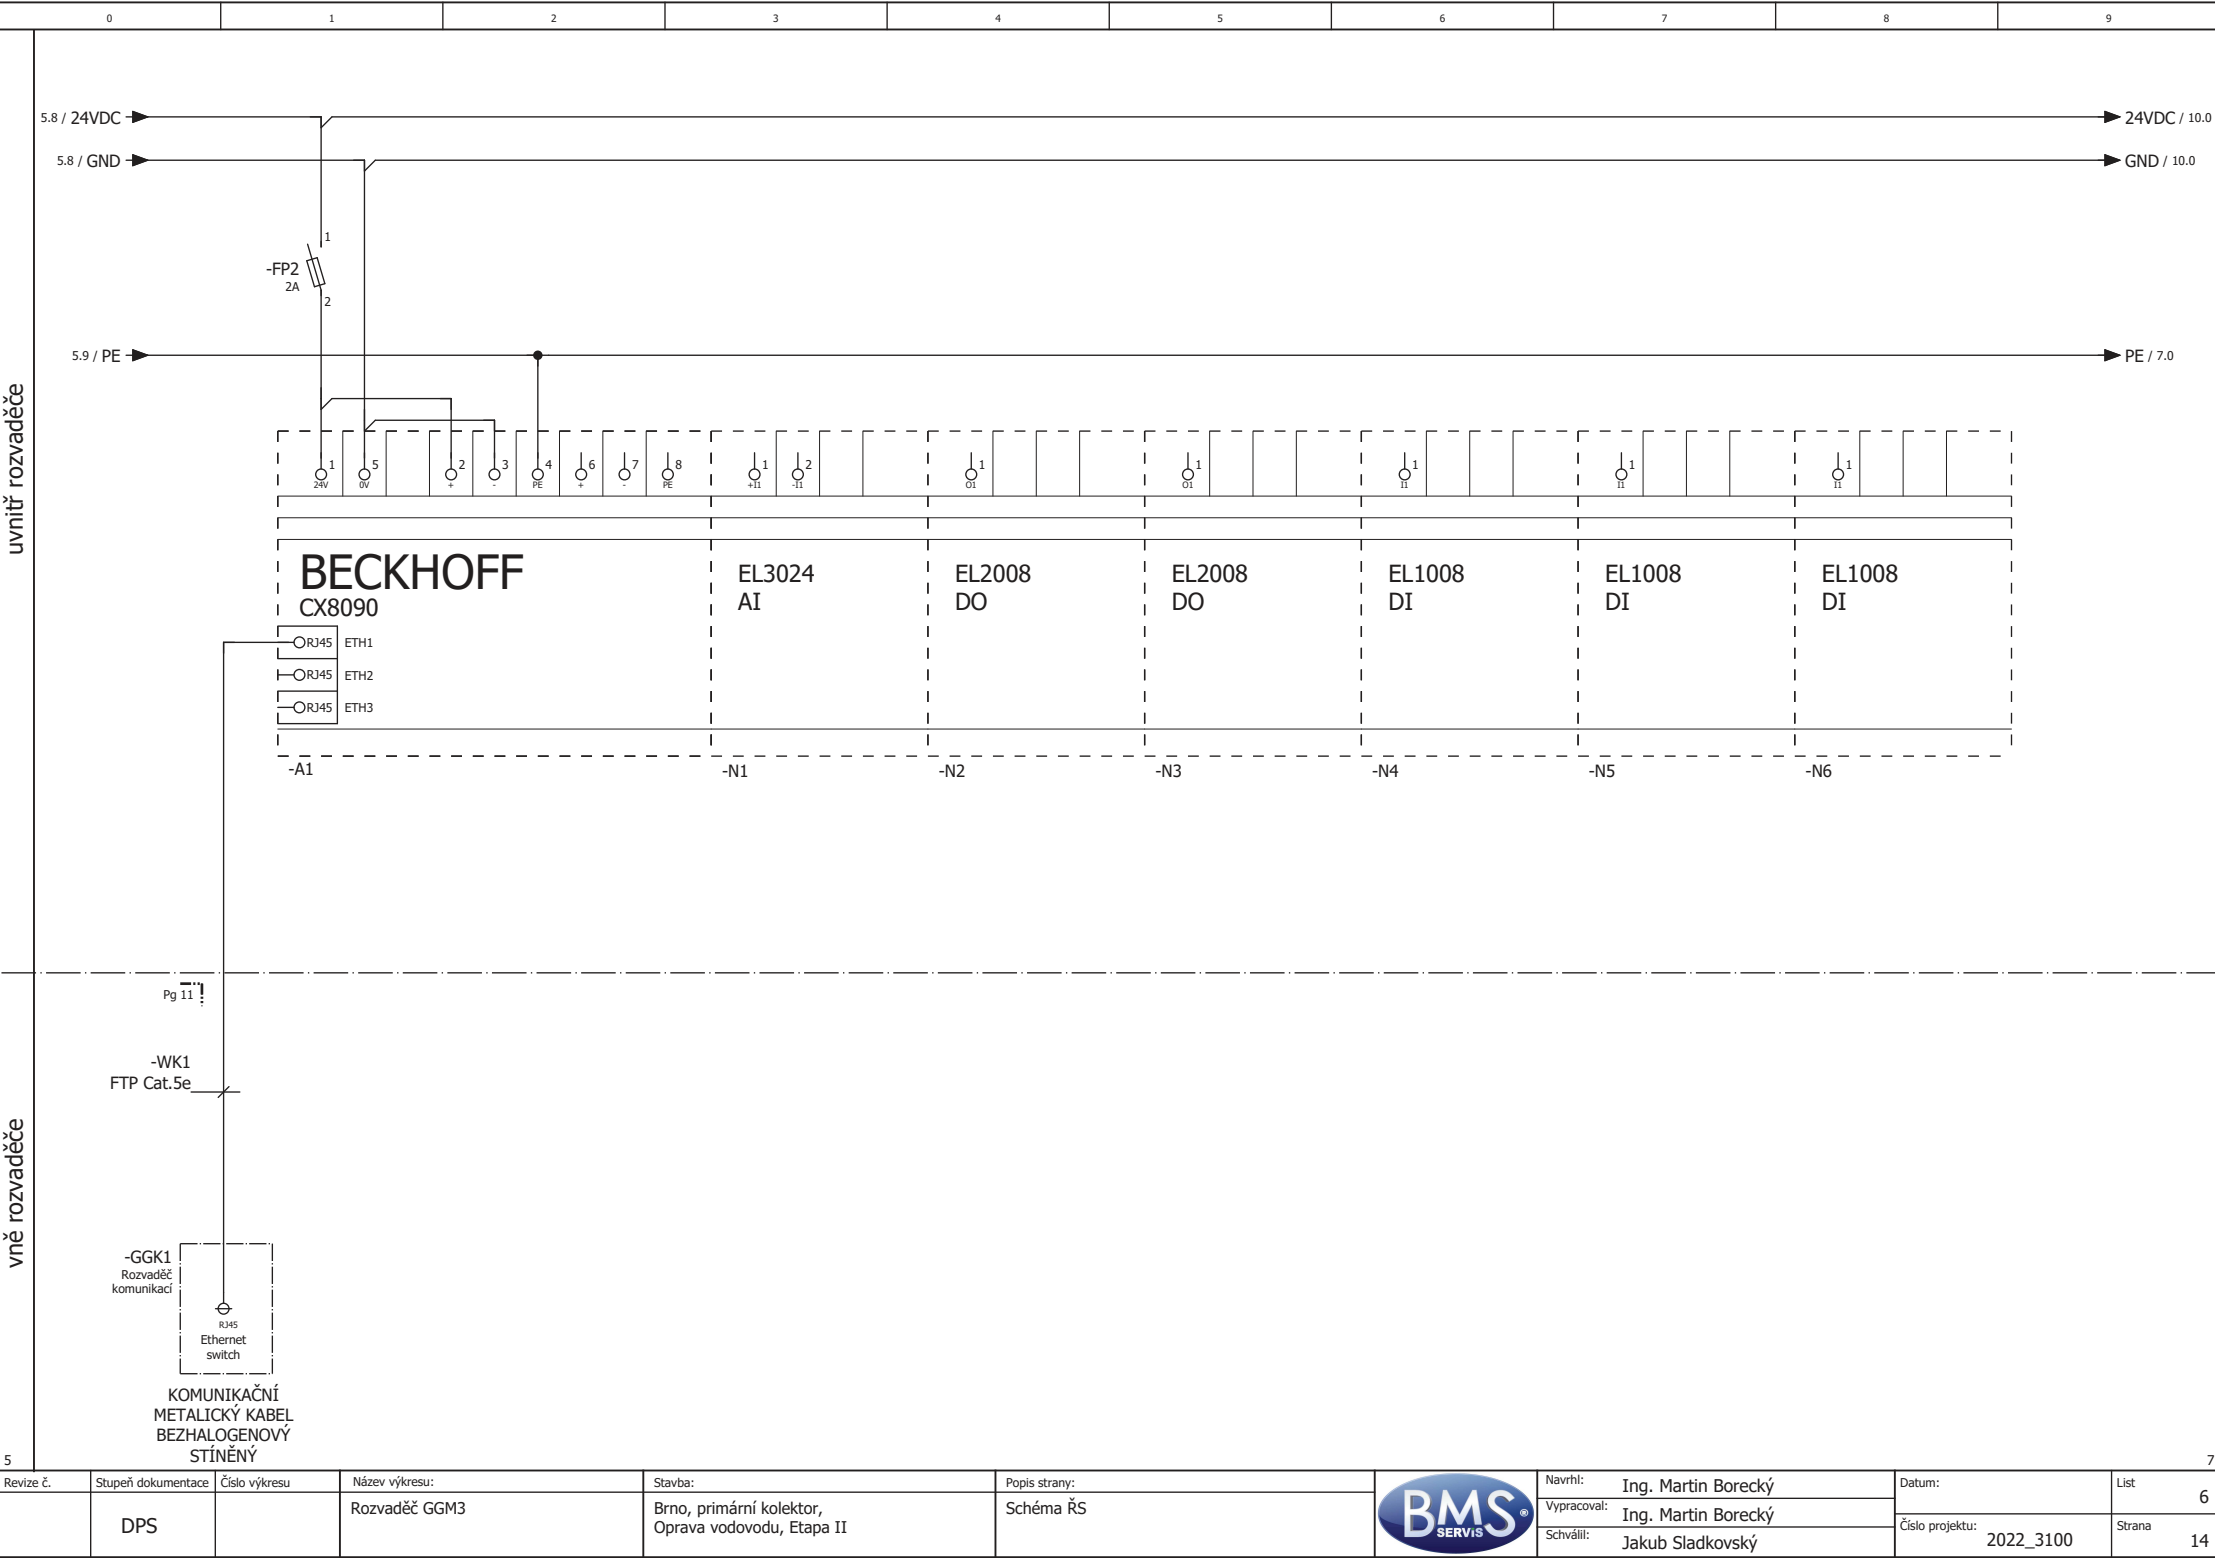 0 1 2 3 4 5 6 7 8 9
5.8 / 24VDC
24VDC / 10.0
5.8 / GND
GND / 10.0
1
-FP2
2A
2
5.9 / PE
PE / 7.0
uvnitř rozvaděče
1 5 2 3 4 6 7 8 1 2 1 1 1 1 1
24V 0V + - PE + - PE +I1 -I1 O1 O1 I1 I1 I1
BECKHOFF
CX8090
EL3024
AI
EL2008
DO
EL2008
DO
EL1008
DI
EL1008
DI
EL1008
DI
RJ45 ETH1
RJ45 ETH2
RJ45 ETH3
-A1 -N1 -N2 -N3 -N4 -N5 -N6
Pg 11
-WK1
FTP Cat.5e
vně rozvaděče
-GGK1
Rozvaděč
komunikací
RJ45
Ethernet
switch
KOMUNIKAČNÍ
METALICKÝ KABEL
BEZHALOGENOVÝ
STÍNĚNÝ
5
7
Revize č.
Stupeň dokumentace
DPS
Číslo výkresu
Název výkresu:
Rozvaděč GGM3
Stavba:
Brno, primární kolektor,
Oprava vodovodu, Etapa II
Popis strany:
Schéma ŘS
BMS®
SERVIS
Navrhl: Ing. Martin Borecký
Vypracoval: Ing. Martin Borecký
Schválil: Jakub Sladkovský
Datum:
Číslo projektu: 2022_3100
List 6
Strana 14